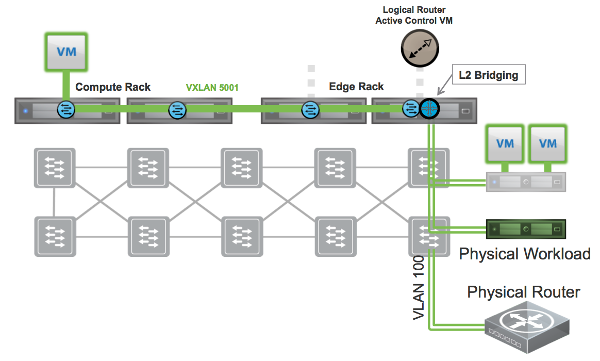 Logical Router
Active Control VM
VM
Compute Rack
VXLAN 5001
Edge Rack
L2 Bridging
VM
VM
Physical Workload
VLAN 100
Physical Router